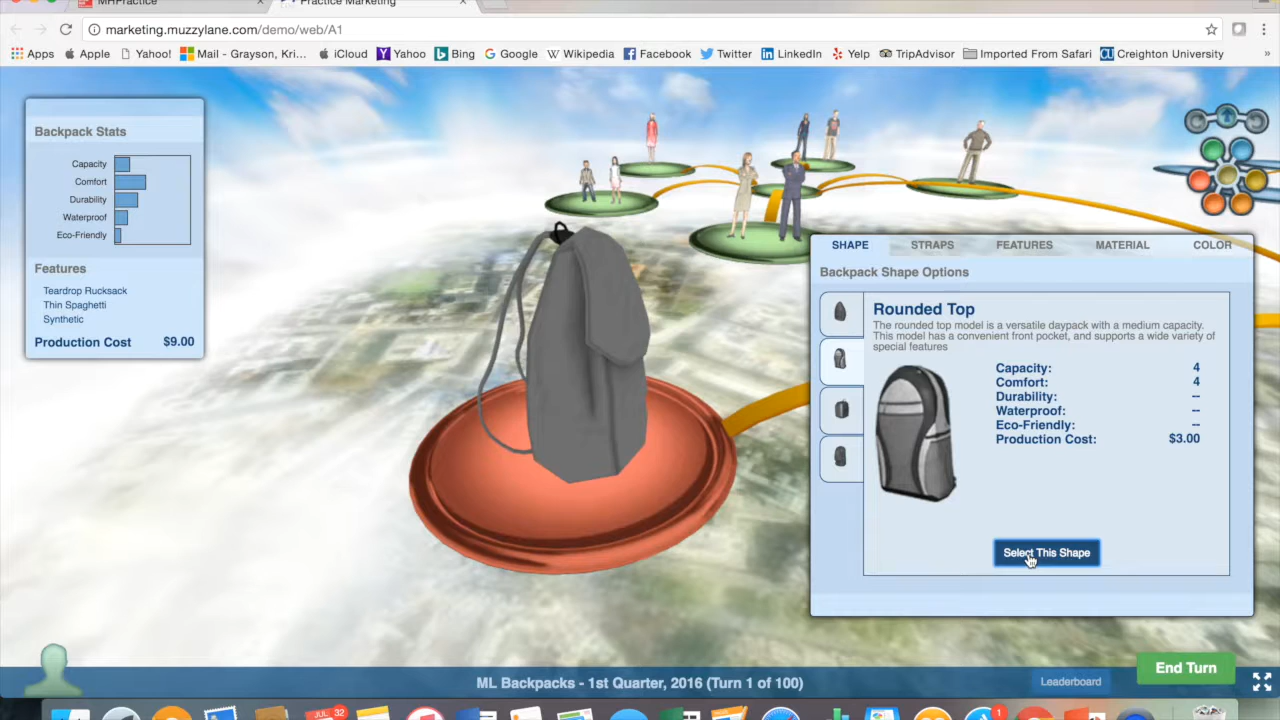 MHPractice
Practice Marketing
marketing.muzzylane.com/demo/web/A1
Apps Apple Yahoo! Mail - Grayson, Kri... iCloud Yahoo Bing Google Wikipedia Facebook Twitter LinkedIn Yelp TripAdvisor Imported From Safari Creighton University »
Backpack Stats
Capacity
Comfort
Durability
Waterproof
Eco-Friendly
Features
Teardrop Rucksack
Thin Spaghetti
Synthetic
Production Cost $9.00
SHAPE STRAPS FEATURES MATERIAL COLOR
Backpack Shape Options
Rounded Top
The rounded top model is a versatile daypack with a medium capacity.
This model has a convenient front pocket, and supports a wide variety of
special features
Capacity: 4
Comfort: 4
Durability: --
Waterproof: --
Eco-Friendly: --
Production Cost: $3.00
Select This Shape
End Turn
ML Backpacks - 1st Quarter, 2016 (Turn 1 of 100)
Leaderboard
JUL 32
1